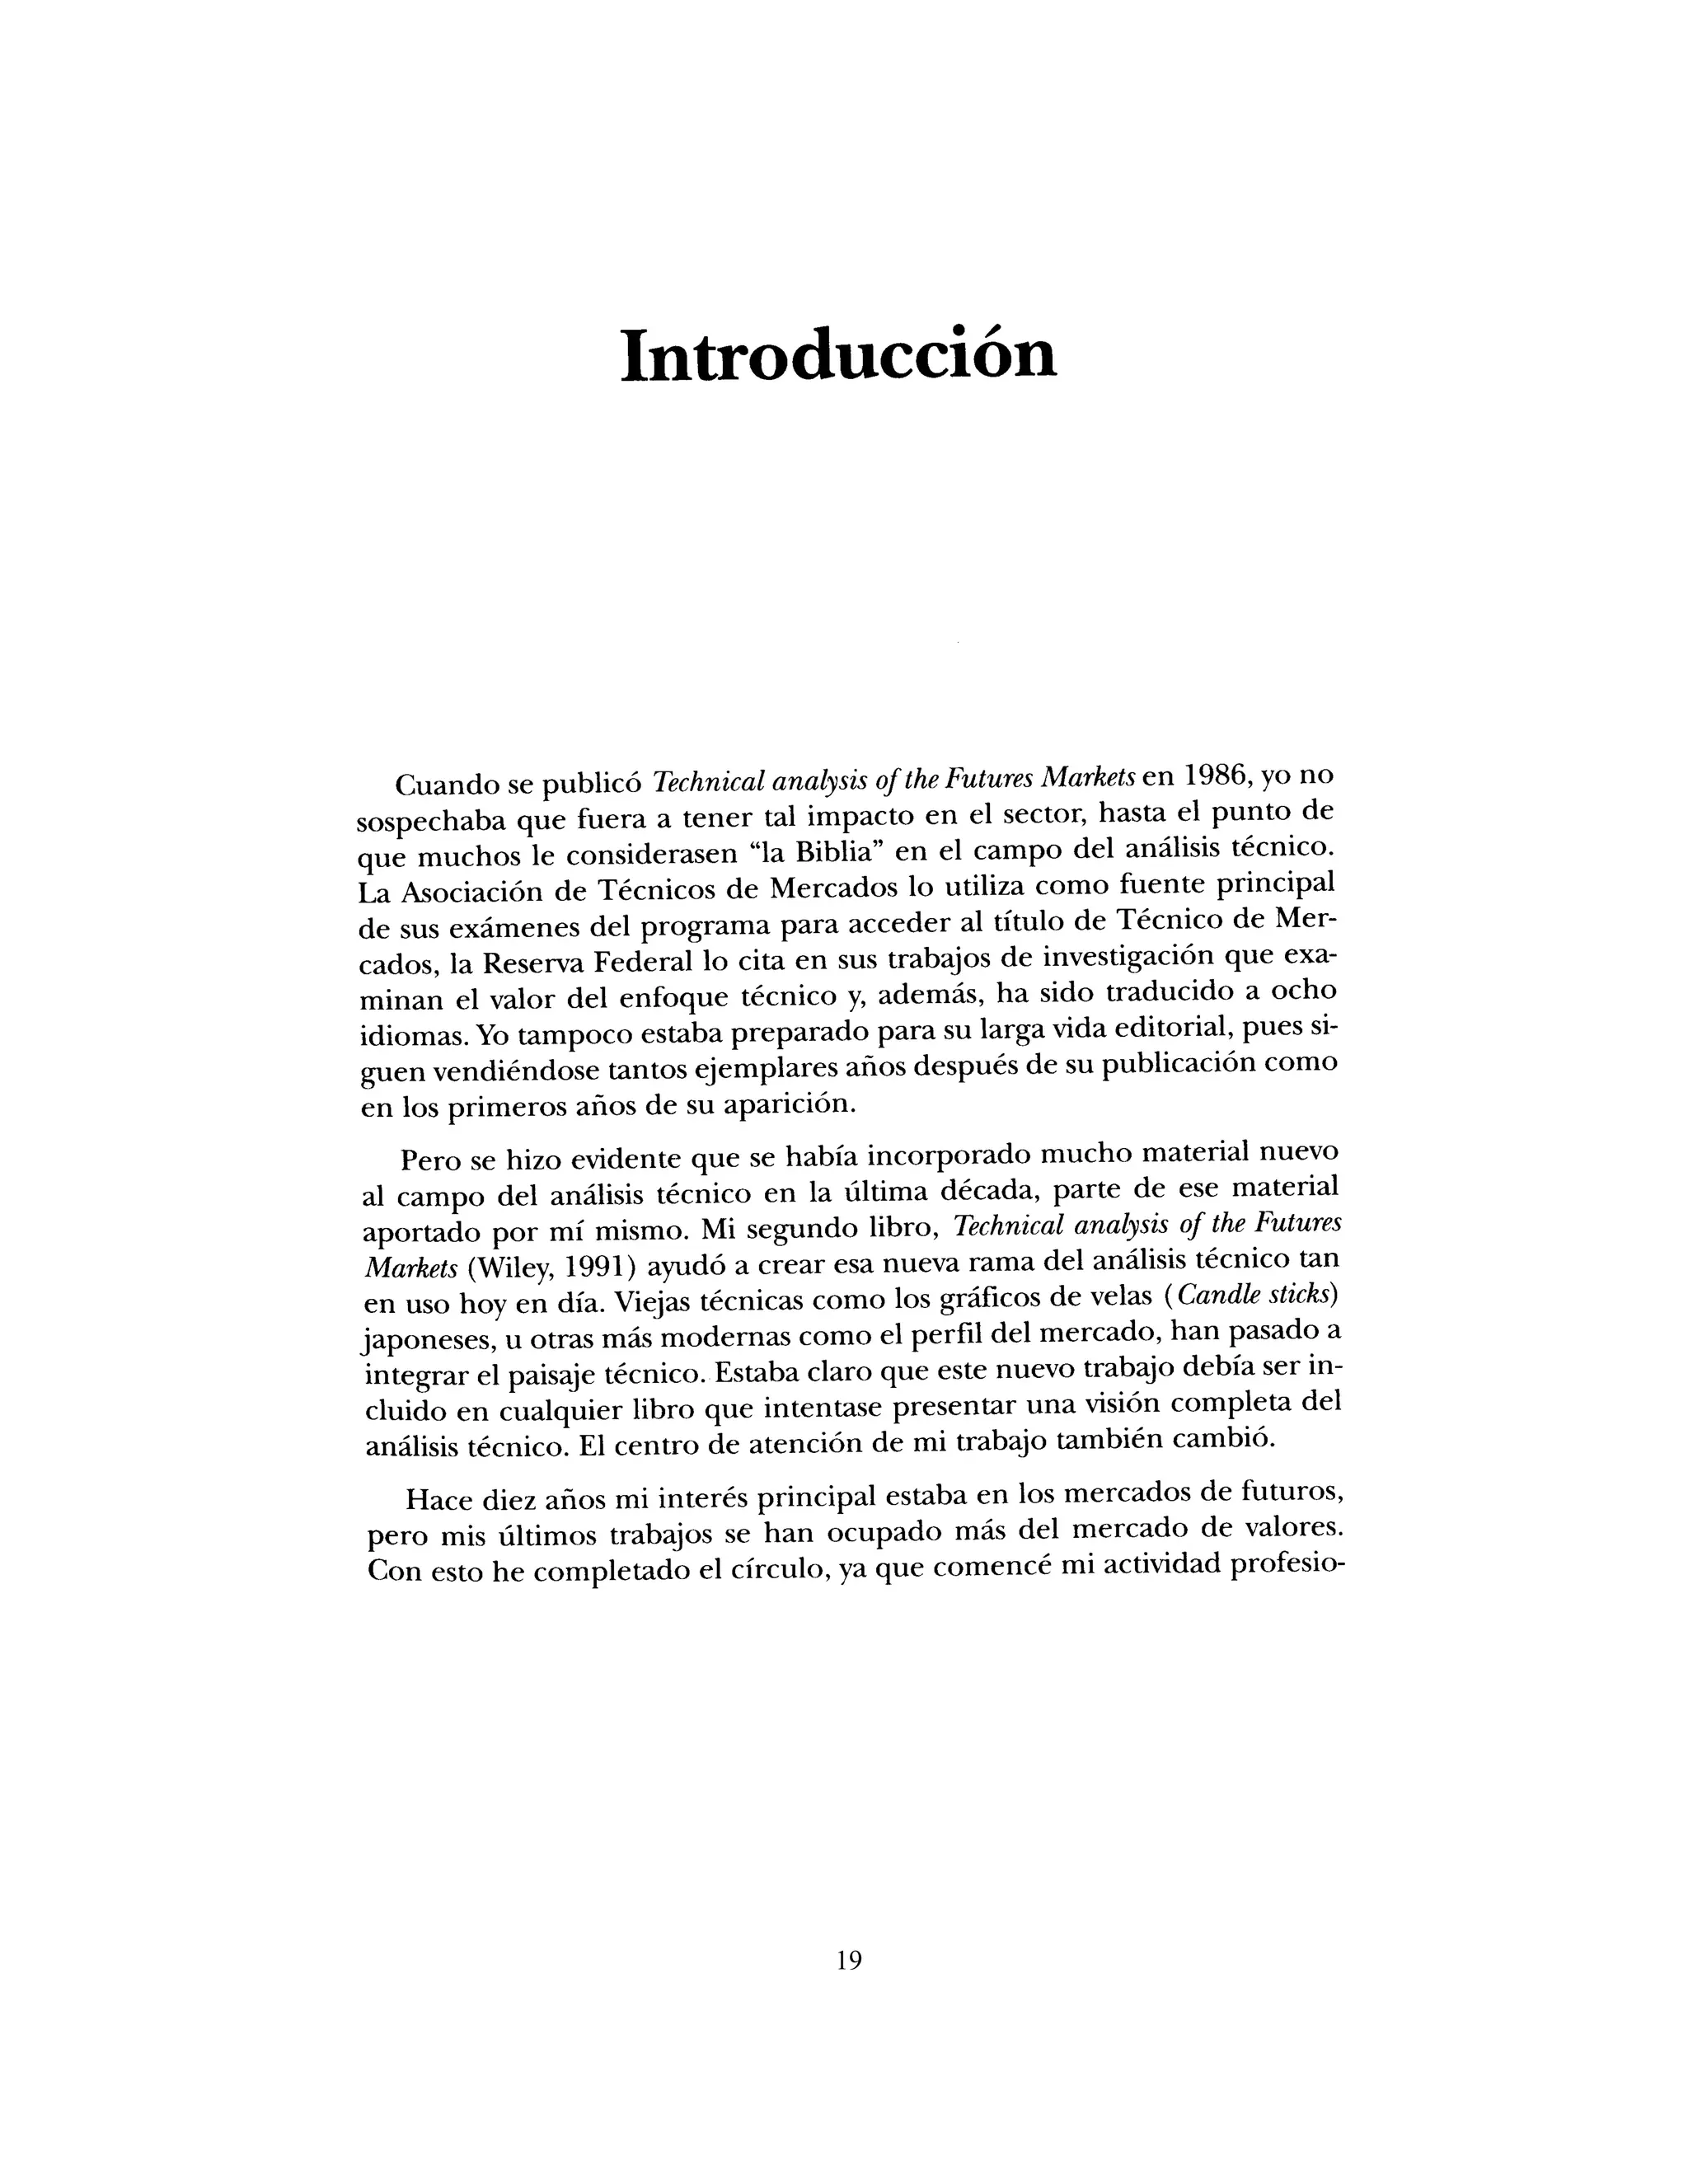 Introducción
Cuando se publicó Technical analysis of the Futures Markets en 1986, yo no
sospechaba que fuera a tener tal impacto en el sector, hasta el punto de
que muchos le considerasen “la Biblia” en el campo del análisis técnico.
La Asociación de Técnicos de Mercados lo utiliza como fuente principal
de sus exámenes del programa para acceder al título de Técnico de Mer-
cados, la Reserva Federal lo cita en sus trabajos de investigación que exa-
minan el valor del enfoque técnico y, además, ha sido traducido a ocho
idiomas. Yo tampoco estaba preparado para su larga vida editorial, pues si-
guen vendiéndose tantos ejemplares años después de su publicación como
en los primeros años de su aparición.
Pero se hizo evidente que se había incorporado mucho material nuevo
al campo del análisis técnico en la última década, parte de ese material
aportado por mí mismo. Mi segundo libro, Technical analysis of the Futures
Markets (Wiley, 1991) ayudó a crear esa nueva rama del análisis técnico tan
en uso hoy en día. Viejas técnicas como los gráficos de velas (Candle sticks)
japoneses, u otras más modernas como el perfil del mercado, han pasado a
integrar el paisaje técnico. Estaba claro que este nuevo trabajo debía ser in-
cluido en cualquier libro que intentase presentar una visión completa del
análisis técnico. El centro de atención de mi trabajo también cambió.
Hace diez años mi interés principal estaba en los mercados de futuros,
pero mis últimos trabajos se han ocupado más del mercado de valores.
Con esto he completado el círculo, ya que comencé mi actividad profesio-
19